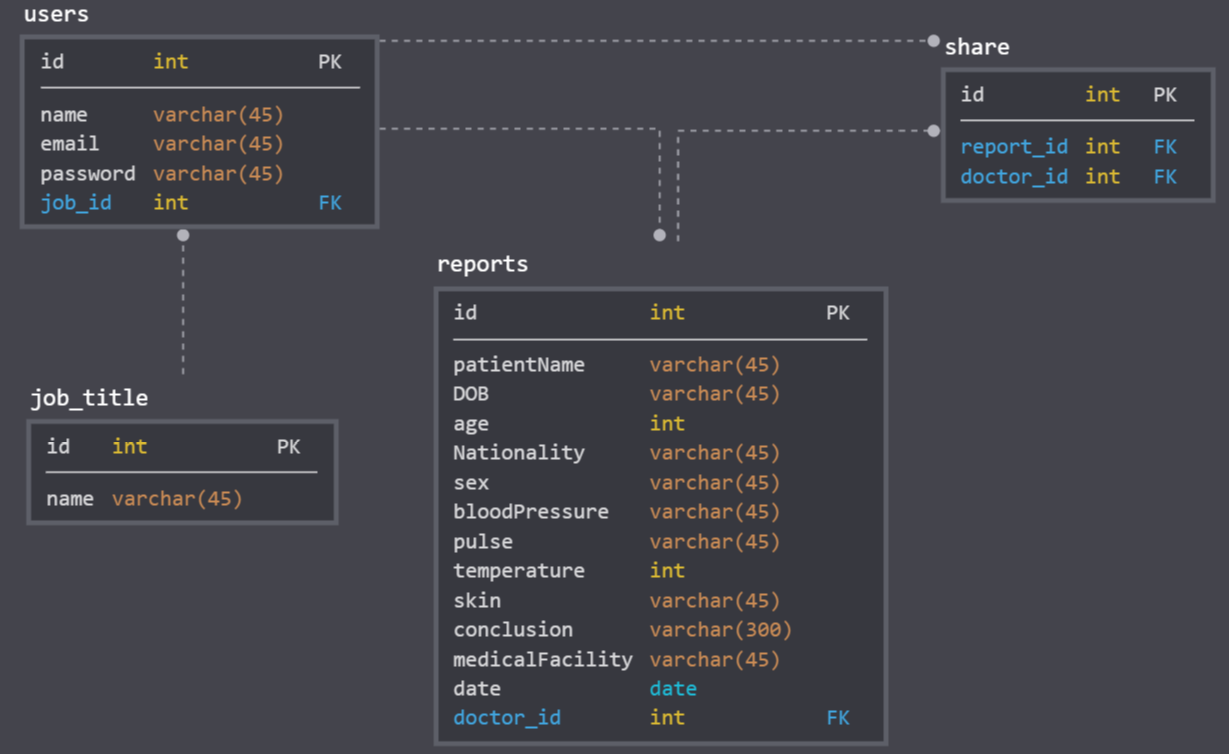 users
id int PK
name varchar(45)
email varchar(45)
password varchar(45)
job_id int FK
share
id int PK
report_id int FK
doctor_id int FK
reports
id int PK
patientName varchar(45)
DOB varchar(45)
age int
Nationality varchar(45)
sex varchar(45)
bloodPressure varchar(45)
pulse varchar(45)
temperature int
skin varchar(45)
conclusion varchar(300)
medicalFacility varchar(45)
date date
doctor_id int FK
job_title
id int PK
name varchar(45)